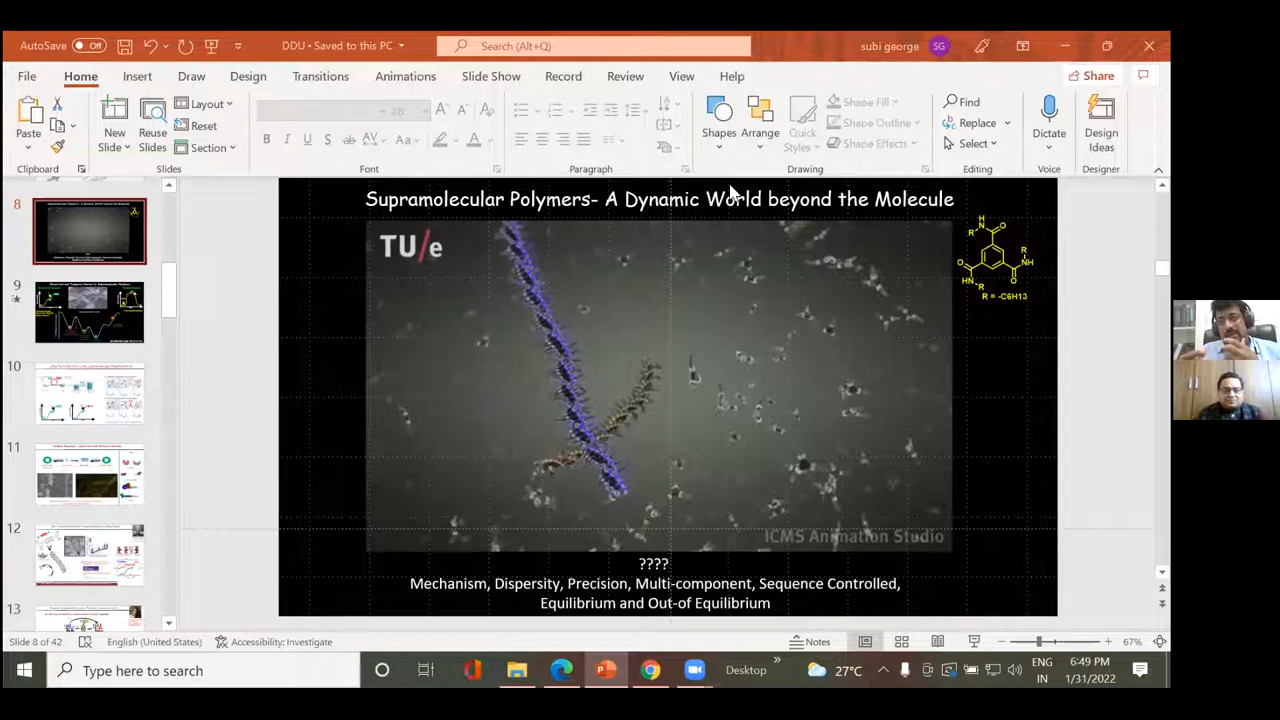 AutoSave Off DDU • Saved to this PC Search (Alt+Q) subi george SG
File Home Insert Draw Design Transitions Animations Slide Show Record Review View Help Share
Paste New Slide Reuse Slides Layout Reset Section 28 Shapes Arrange Quick Styles Shape Fill Shape Outline Shape Effects Find Replace Select Dictate Design Ideas
Clipboard Slides Font Paragraph Drawing Editing Voice Designer
8
9
10
11
12
13
Supramolecular Polymers- A Dynamic World beyond the Molecule
TU/e
H
R-N O
R
O NH
HN-R O
R = -C6H13
ICMS Animation Studio
????
Mechanism, Dispersity, Precision, Multi-component, Sequence Controlled,
Equilibrium and Out-of Equilibrium
Slide 8 of 42 English (United States) Accessibility: Investigate Notes 67%
Type here to search Desktop 27°C ENG IN 6:49 PM 1/31/2022